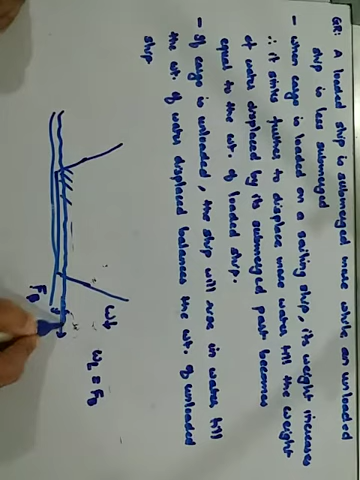 GR: A loaded ship is submerged more while an unloaded
ship is less submerged
- when cargo is loaded on a sailing ship, its weight increases
∴ it sinks further to displace more water till the weight
of water displaced by its submerged part becomes
equal to the wt. of loaded ship.
- If cargo is unloaded, the ship will rise in water till
the wt. of water displaced balances the wt. of unloaded
ship
wt
WL = FB
FB